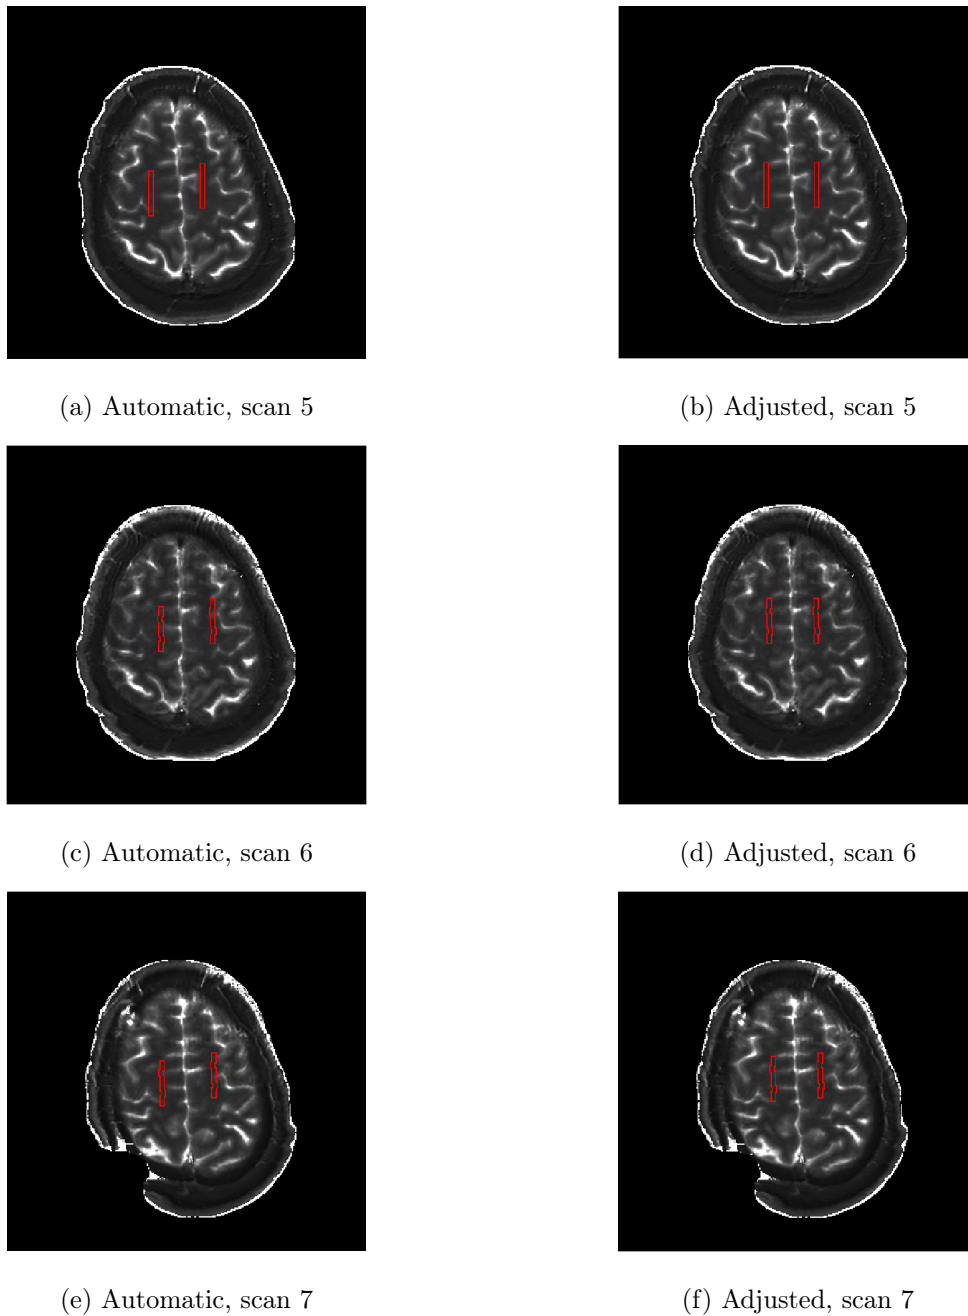 (a) Automatic, scan 5
(b) Adjusted, scan 5
(c) Automatic, scan 6
(d) Adjusted, scan 6
(e) Automatic, scan 7
(f) Adjusted, scan 7